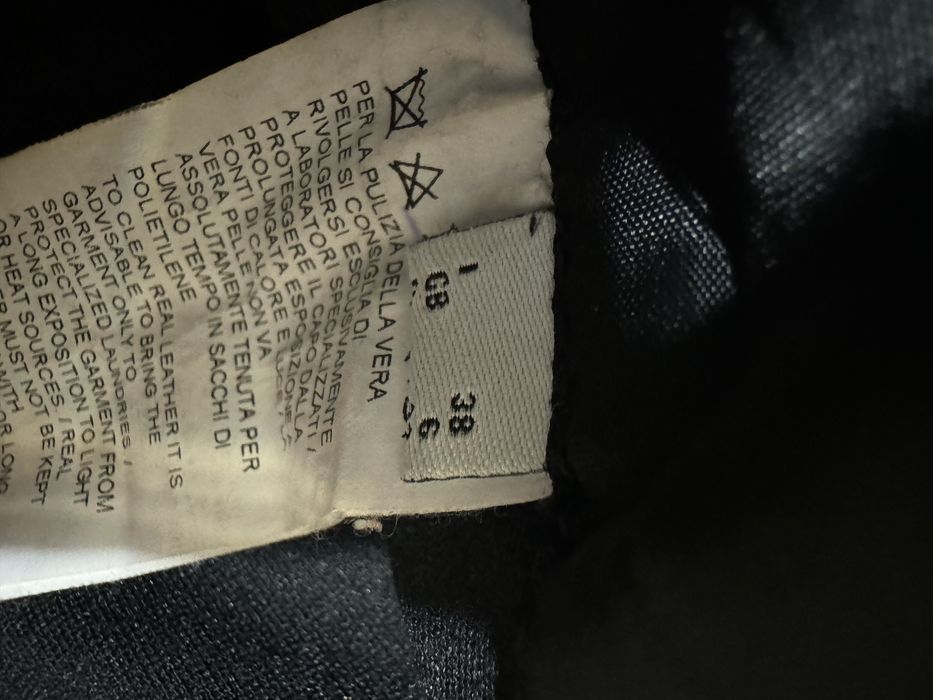 PER LA PULIZIA DELLA VERA
PELLE SI CONSIGLIA DI
RIVOLGERSI ESCLUSIVAMENTE
A LABORATORI SPECIALIZZATI /
PROTEGGERE IL CAPO DALLA
PROLUNGATA ESPOSIZIONE A
FONTI DI CALORE E LUCE /
VERA PELLE NON VA
ASSOLUTAMENTE TENUTA PER
LUNGO TEMPO IN SACCHI DI
POLIETILENE
TO CLEAN REAL LEATHER IT IS
ADVISABLE TO BRING THE
GARMENT ONLY TO
SPECIALIZED LAUNDRIES /
PROTECT THE GARMENT FROM
A LONG EXPOSITION TO LIGHT
OR HEAT SOURCES / REAL
MUST NOT BE KEPT
OR LONG
I 38
GB 6